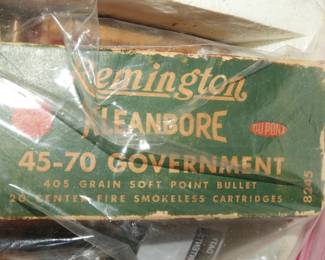 Remington
KLEANBORE
DU PONT
45-70 GOVERNMENT
405 GRAIN SOFT POINT BULLET
20 CENTER FIRE SMOKELESS CARTRIDGES
8245